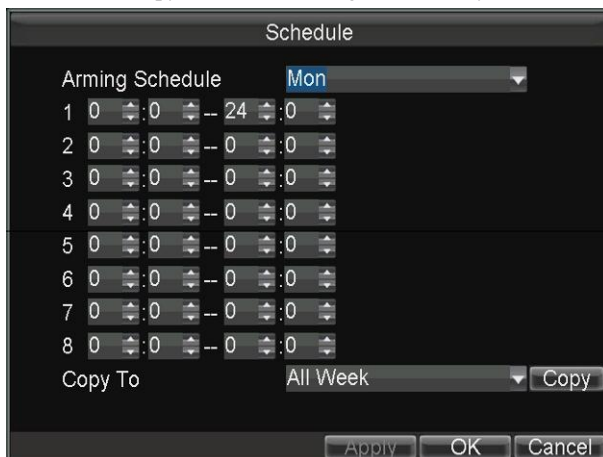 Schedule
Arming Schedule Mon
1 0 : 0 -- 24 : 0
2 0 : 0 -- 0 : 0
3 0 : 0 -- 0 : 0
4 0 : 0 -- 0 : 0
5 0 : 0 -- 0 : 0
6 0 : 0 -- 0 : 0
7 0 : 0 -- 0 : 0
8 0 : 0 -- 0 : 0
Copy To All Week Copy
Apply OK Cancel